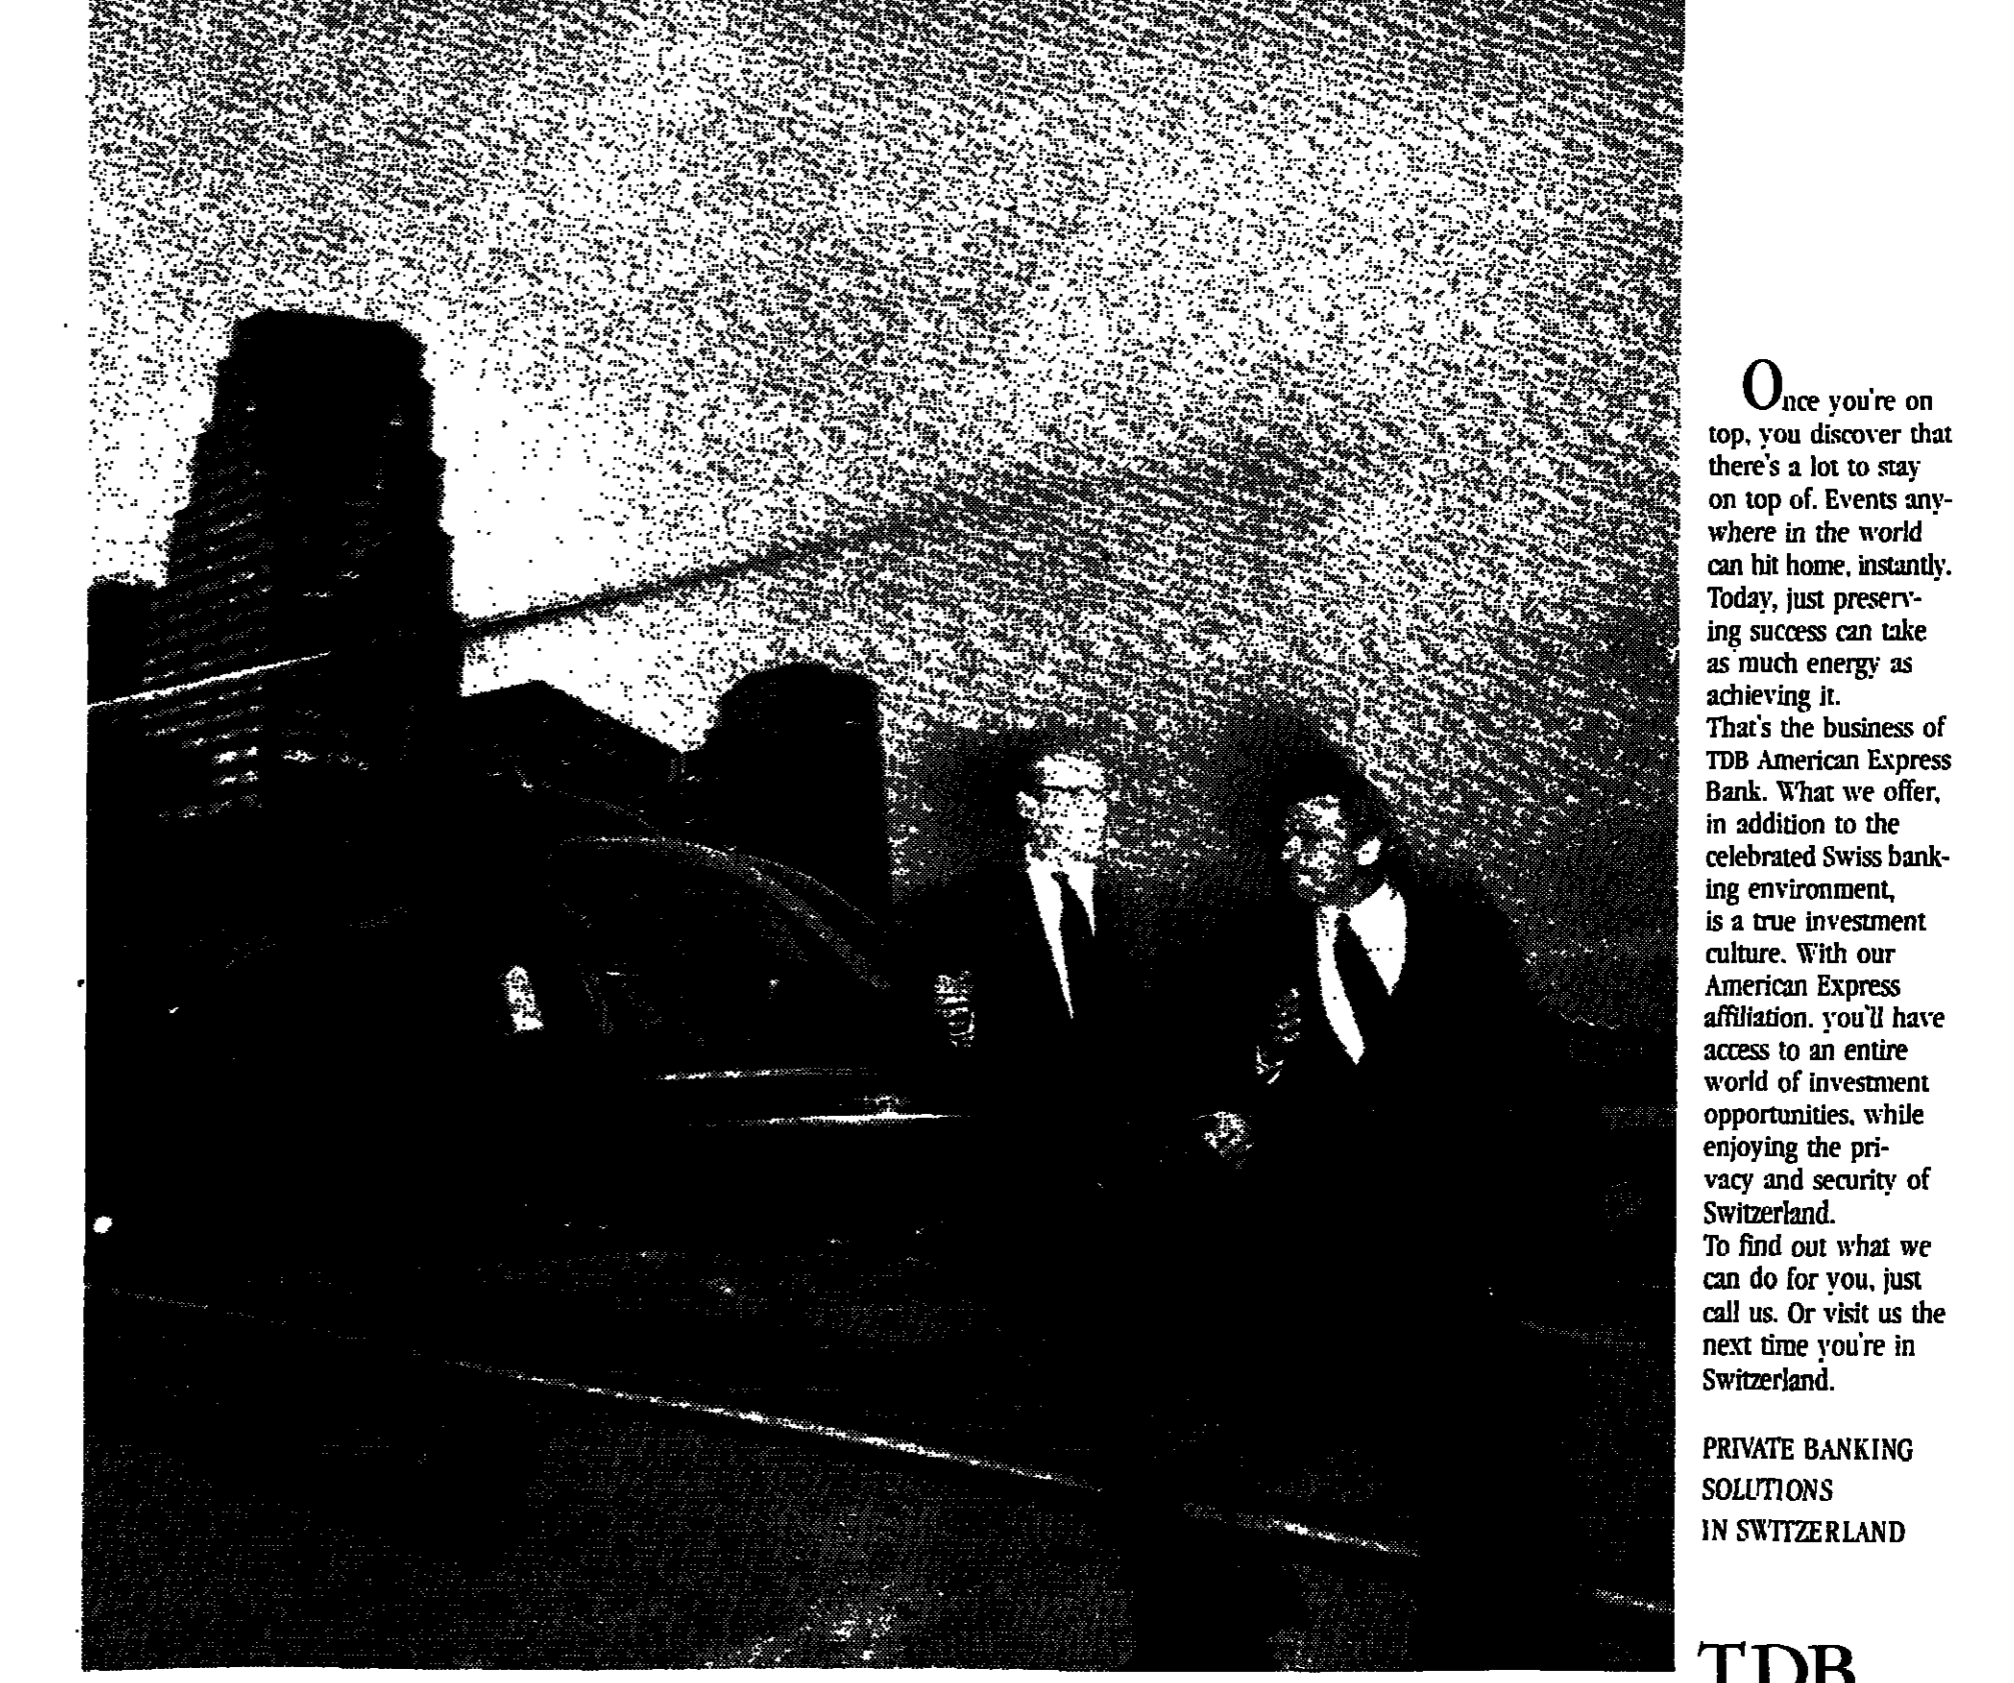 Once you're on
top, you discover that
there's a lot to stay
on top of. Events any-
where in the world
can hit home, instantly.
Today, just preserv-
ing success can take
as much energy as
achieving it.
That's the business of
TDB American Express
Bank. What we offer,
in addition to the
celebrated Swiss bank-
ing environment,
is a true investment
culture. With our
American Express
affiliation, you'll have
access to an entire
world of investment
opportunities, while
enjoying the pri-
vacy and security of
Switzerland.
To find out what we
can do for you, just
call us. Or visit us the
next time you're in
Switzerland.
PRIVATE BANKING
SOLUTIONS
IN SWITZERLAND
TDB